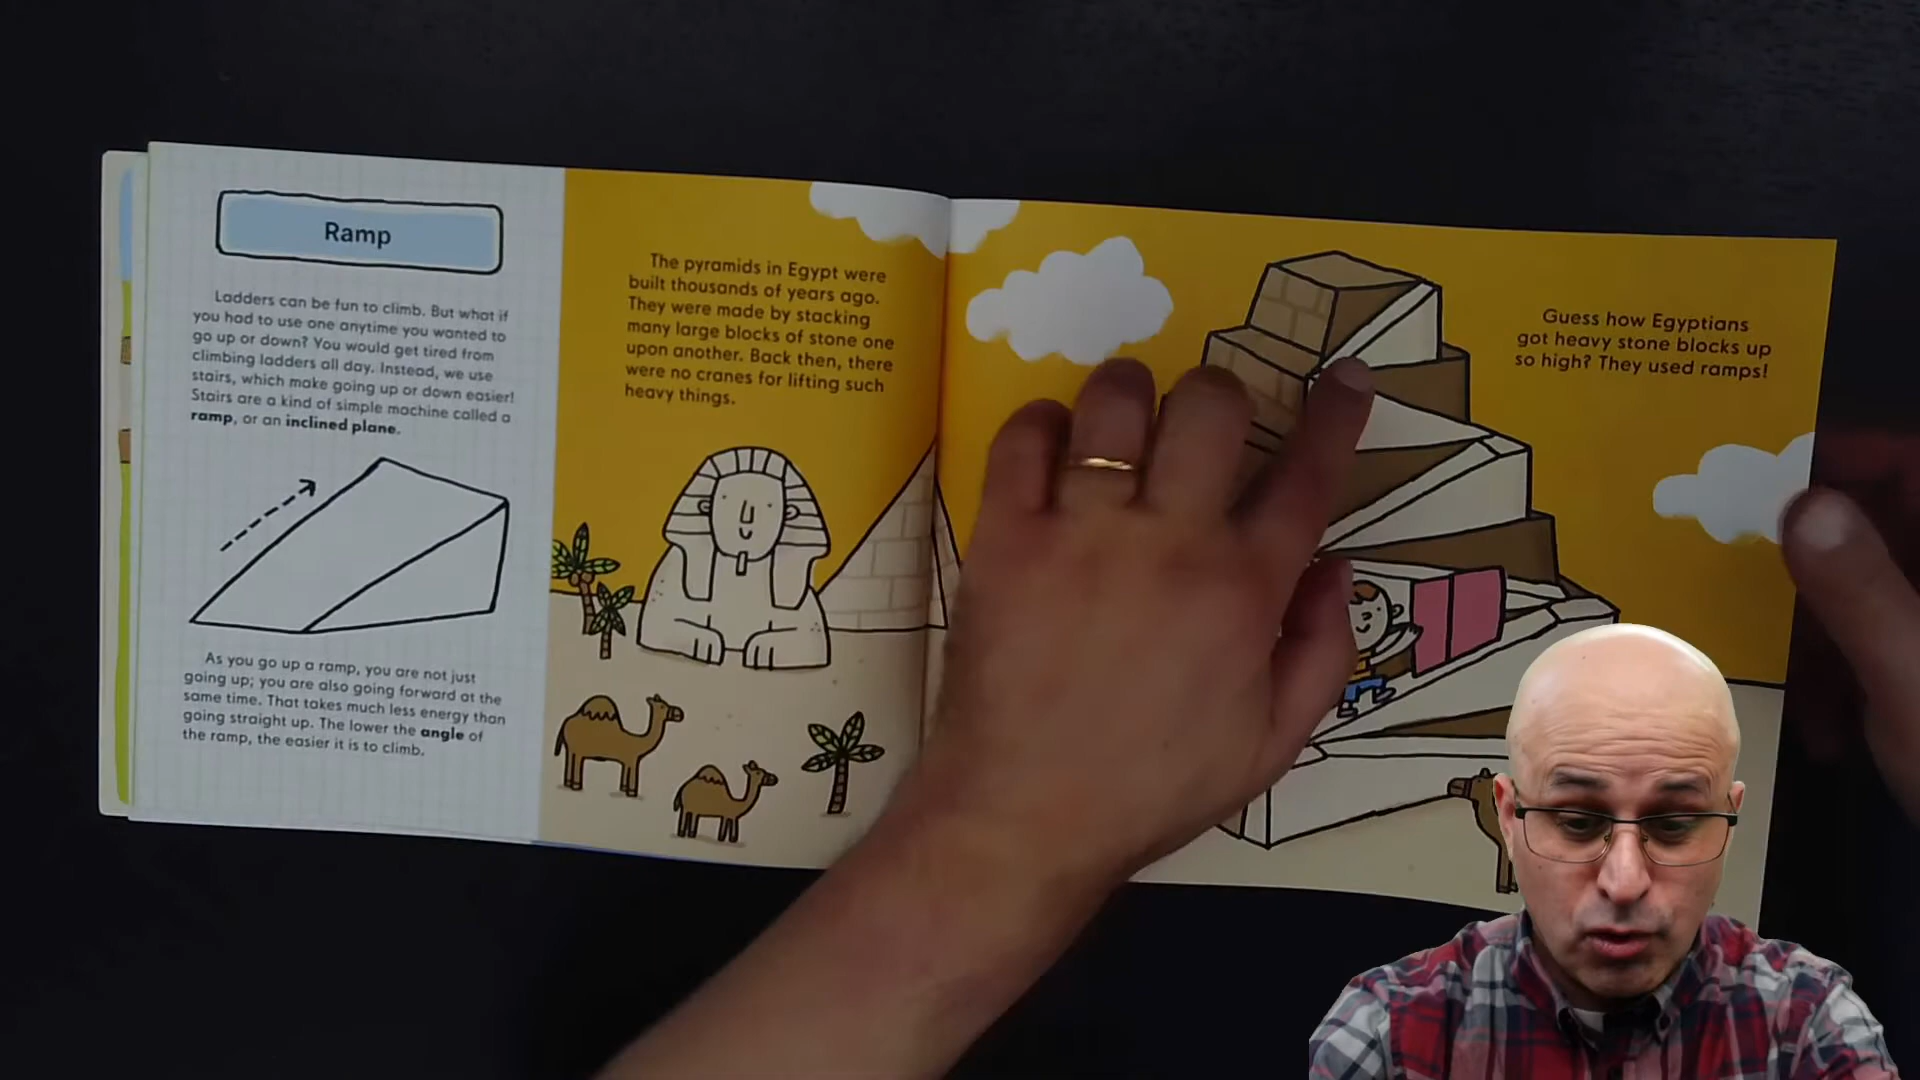 Ramp
Ladders can be fun to climb. But what if
you had to use one anytime you wanted to
go up or down? You would get tired from
climbing ladders all day. Instead, we use
stairs, which make going up or down easier!
Stairs are a kind of simple machine called a
ramp, or an inclined plane.
As you go up a ramp, you are not just
going up; you are also going forward at the
same time. That takes much less energy than
going straight up. The lower the angle of
the ramp, the easier it is to climb.
The pyramids in Egypt were
built thousands of years ago.
They were made by stacking
many large blocks of stone one
upon another. Back then, there
were no cranes for lifting such
heavy things.
Guess how Egyptians
got heavy stone blocks up
so high? They used ramps!